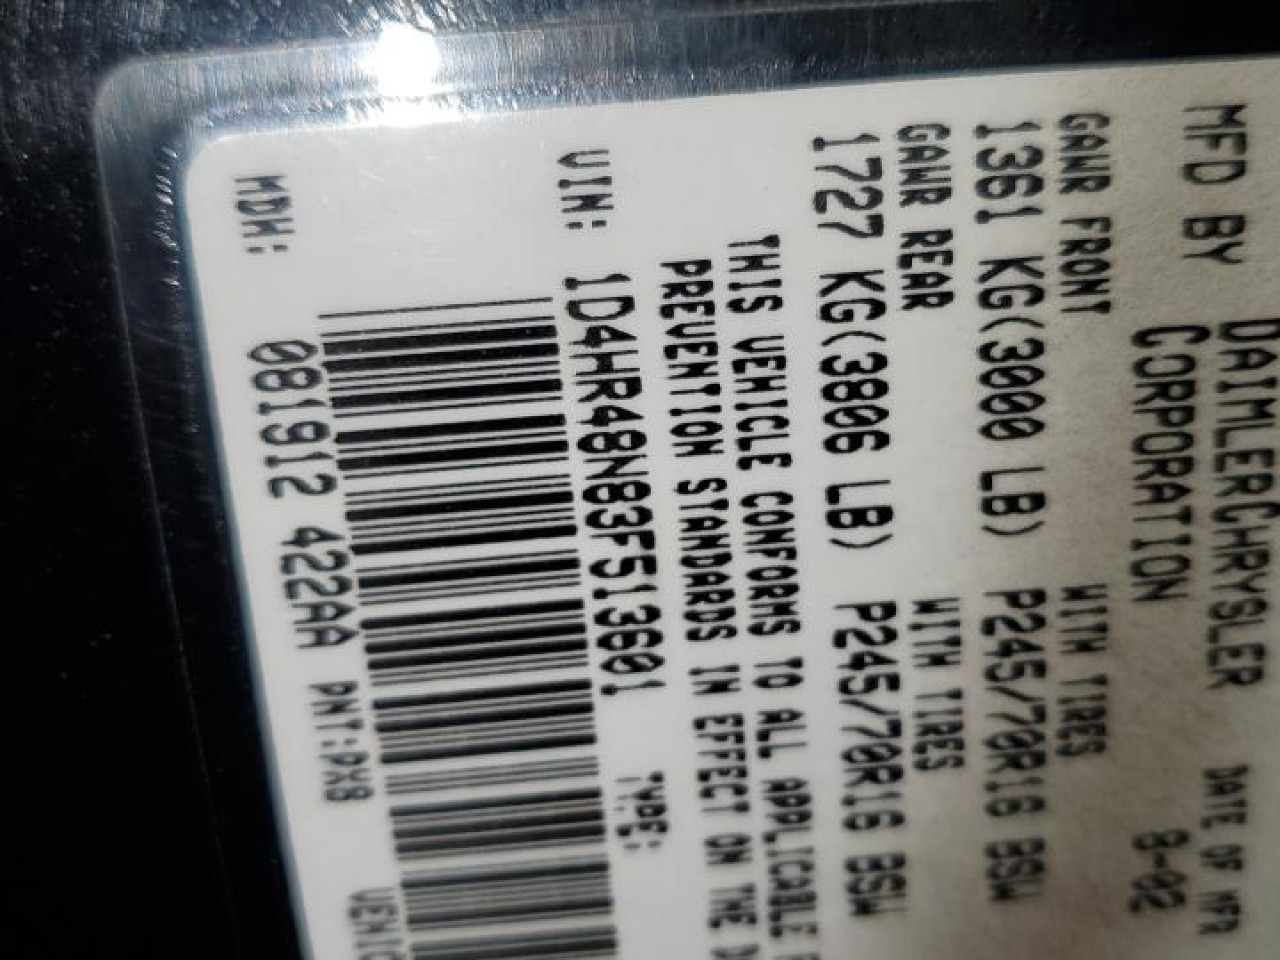 MFD BY DAIMLERCHRYSLER DATE OF MFR
CORPORATION 8-02
GAWR FRONT WITH TIRES
1361 KG(3000 LB) P245/70R16 BSW
GAWR REAR WITH TIRES
1727 KG(3806 LB) P245/70R16 BSW
THIS VEHICLE CONFORMS TO ALL APPLICABLE
PREVENTION STANDARDS IN EFFECT ON THE
VIN: 1D4HR48N83F513601 TYPE:
MDH: 081912 422AA PNT:PX8